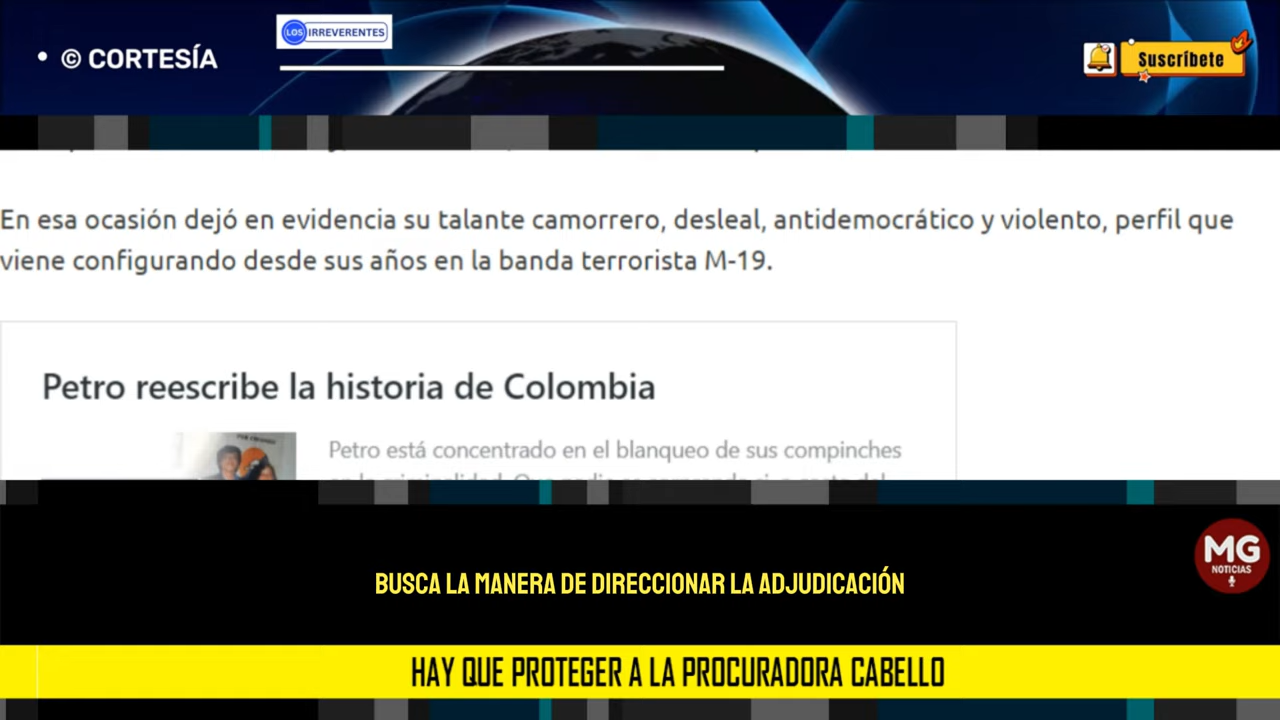 • © CORTESÍA
LOS IRREVERENTES
Suscríbete
En esa ocasión dejó en evidencia su talante camorrero, desleal, antidemocrático y violento, perfil que
viene configurando desde sus años en la banda terrorista M-19.
Petro reescribe la historia de Colombia
Petro está concentrado en el blanqueo de sus compinches
MG
NOTICIAS
BUSCA LA MANERA DE DIRECCIONAR LA ADJUDICACIÓN
HAY QUE PROTEGER A LA PROCURADORA CABELLO